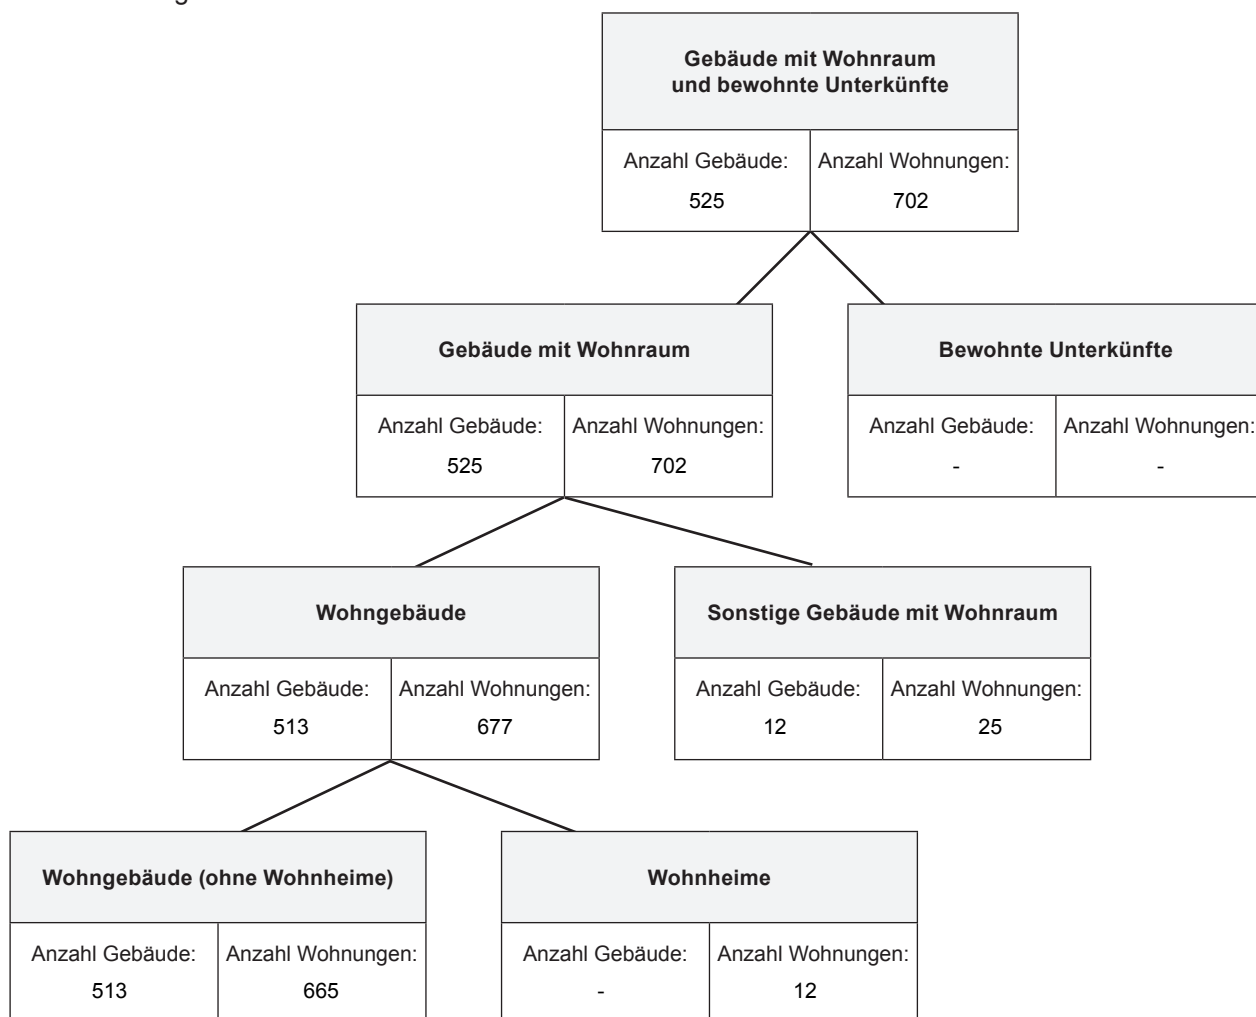 Gebäude mit Wohnraum
und bewohnte Unterkünfte
Anzahl Gebäude: Anzahl Wohnungen:
525 702
Gebäude mit Wohnraum
Anzahl Gebäude: Anzahl Wohnungen:
525 702
Bewohnte Unterkünfte
Anzahl Gebäude: Anzahl Wohnungen:
- -
Wohngebäude
Anzahl Gebäude: Anzahl Wohnungen:
513 677
Sonstige Gebäude mit Wohnraum
Anzahl Gebäude: Anzahl Wohnungen:
12 25
Wohngebäude (ohne Wohnheime)
Anzahl Gebäude: Anzahl Wohnungen:
513 665
Wohnheime
Anzahl Gebäude: Anzahl Wohnungen:
- 12